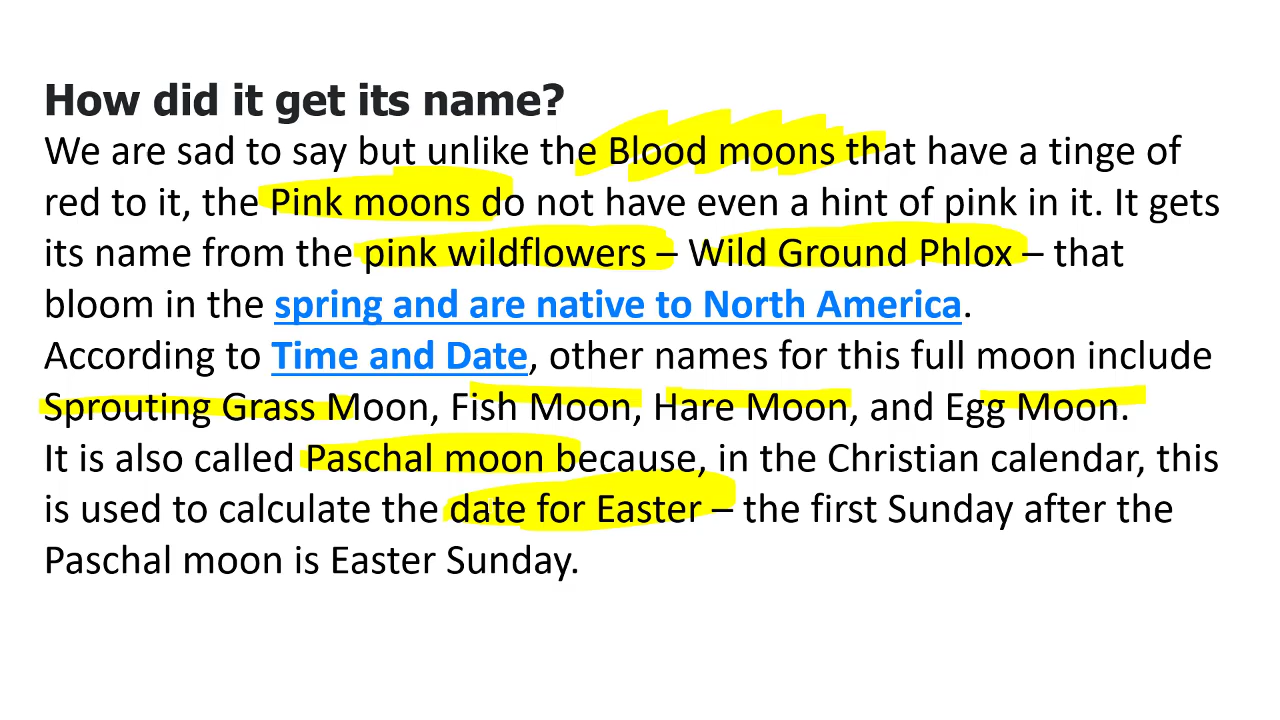 How did it get its name?
We are sad to say but unlike the Blood moons that have a tinge of
red to it, the Pink moons do not have even a hint of pink in it. It gets
its name from the pink wildflowers – Wild Ground Phlox – that
bloom in the spring and are native to North America.
According to Time and Date, other names for this full moon include
Sprouting Grass Moon, Fish Moon, Hare Moon, and Egg Moon.
It is also called Paschal moon because, in the Christian calendar, this
is used to calculate the date for Easter – the first Sunday after the
Paschal moon is Easter Sunday.